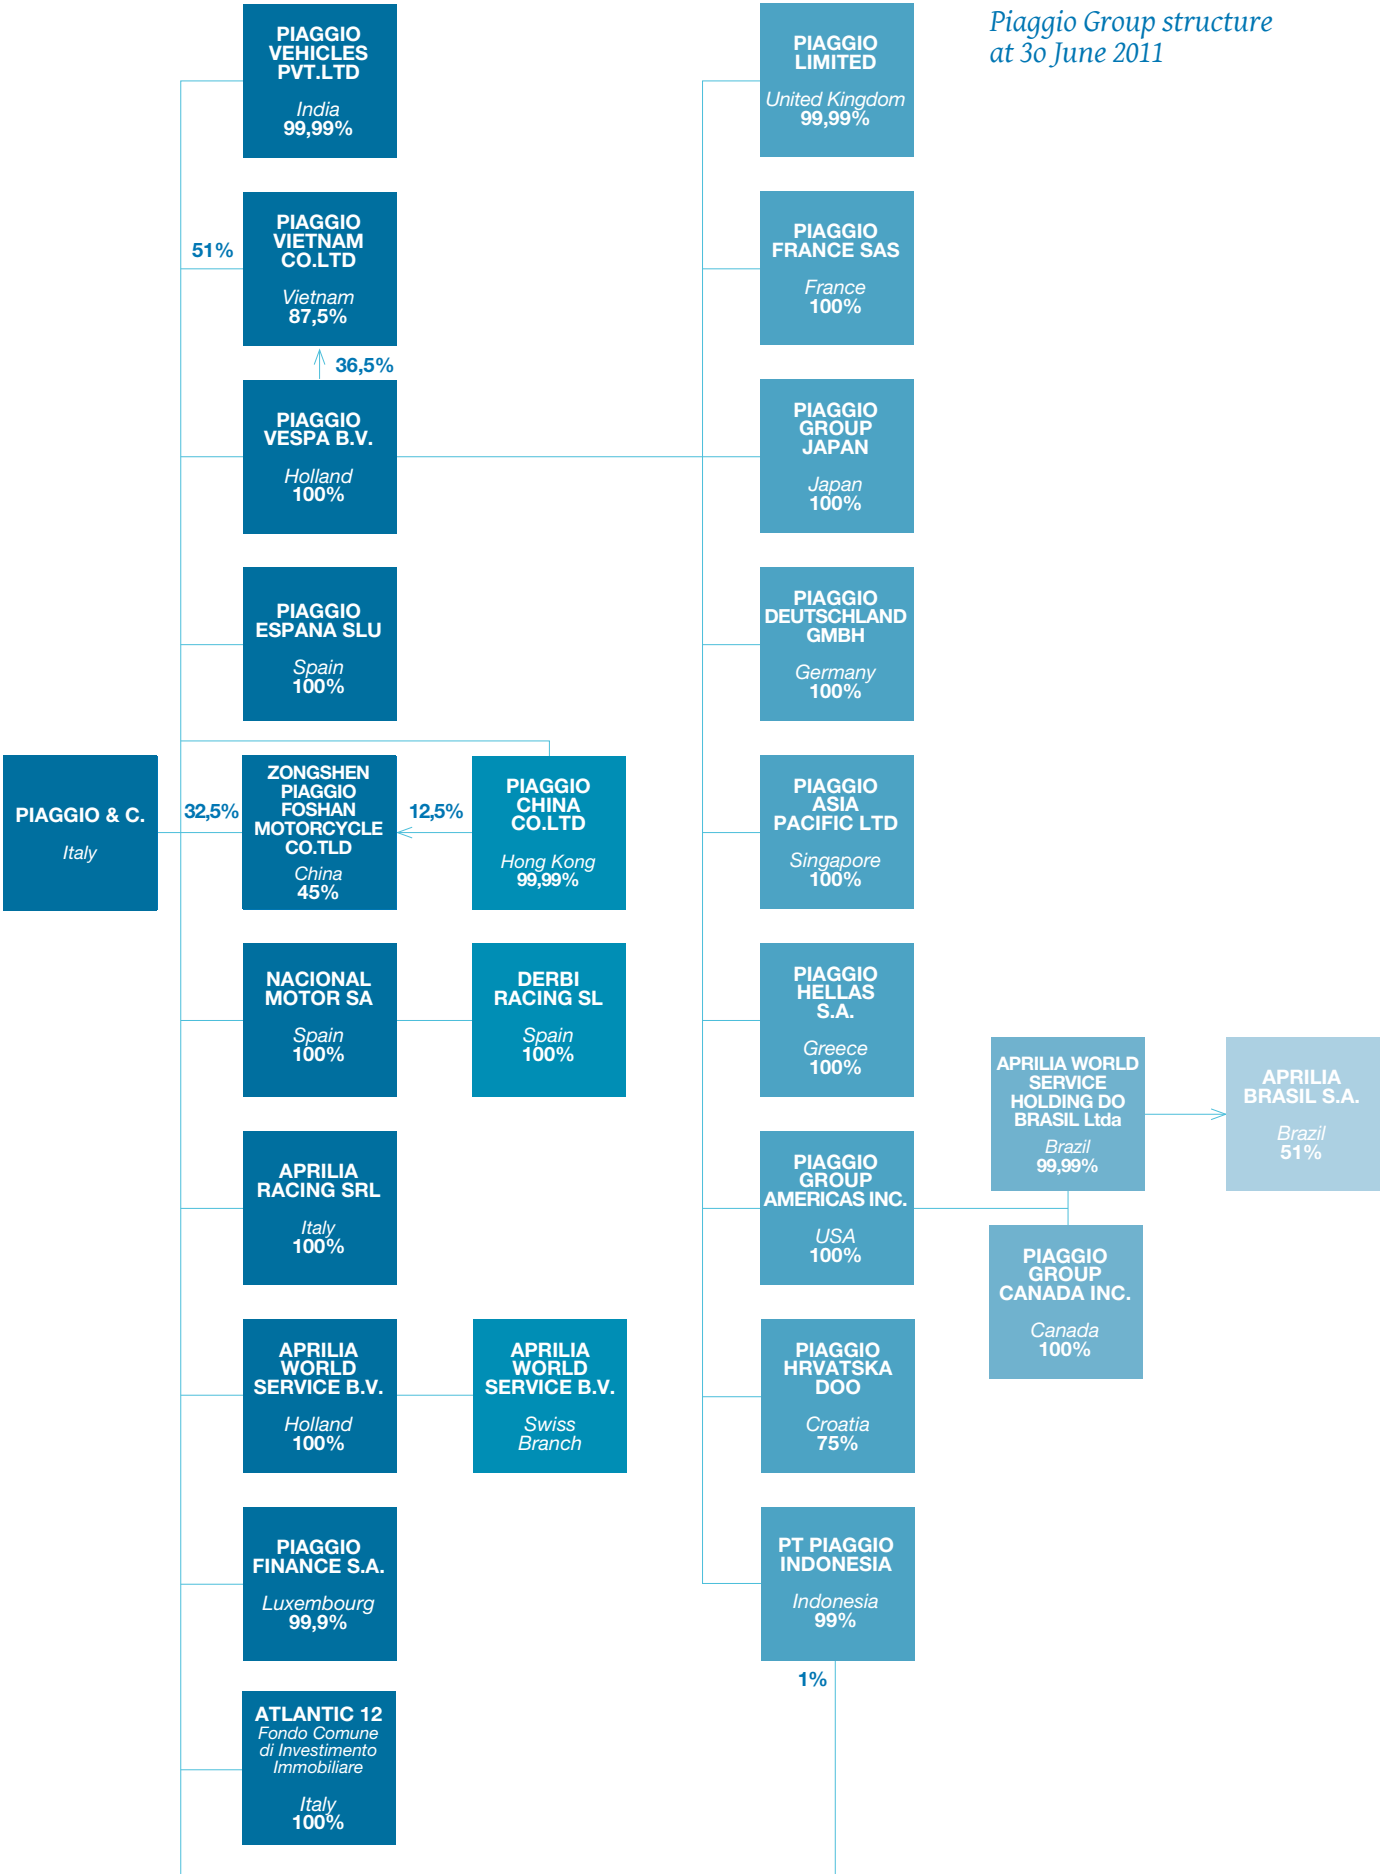 Piaggio Group structure
at 30 June 2011
PIAGGIO
VEHICLES
PVT.LTD
India
99,99%
51%
PIAGGIO
VIETNAM
CO.LTD
Vietnam
87,5%
36,5%
PIAGGIO
VESPA B.V.
Holland
100%
PIAGGIO
ESPANA SLU
Spain
100%
PIAGGIO & C.
Italy
32,5%
ZONGSHEN
PIAGGIO
FOSHAN
MOTORCYCLE
CO.TLD
China
45%
12,5%
PIAGGIO
CHINA
CO.LTD
Hong Kong
99,99%
NACIONAL
MOTOR SA
Spain
100%
DERBI
RACING SL
Spain
100%
APRILIA
RACING SRL
Italy
100%
APRILIA
WORLD
SERVICE B.V.
Holland
100%
APRILIA
WORLD
SERVICE B.V.
Swiss
Branch
PIAGGIO
FINANCE S.A.
Luxembourg
99,9%
ATLANTIC 12
Fondo Comune
di Investimento
Immobiliare
Italy
100%
PIAGGIO
LIMITED
United Kingdom
99,99%
PIAGGIO
FRANCE SAS
France
100%
PIAGGIO
GROUP
JAPAN
Japan
100%
PIAGGIO
DEUTSCHLAND
GMBH
Germany
100%
PIAGGIO
ASIA
PACIFIC LTD
Singapore
100%
PIAGGIO
HELLAS
S.A.
Greece
100%
PIAGGIO
GROUP
AMERICAS INC.
USA
100%
APRILIA WORLD
SERVICE
HOLDING DO
BRASIL Ltda
Brazil
99,99%
APRILIA
BRASIL S.A.
Brazil
51%
PIAGGIO
GROUP
CANADA INC.
Canada
100%
PIAGGIO
HRVATSKA
DOO
Croatia
75%
PT PIAGGIO
INDONESIA
Indonesia
99%
1%